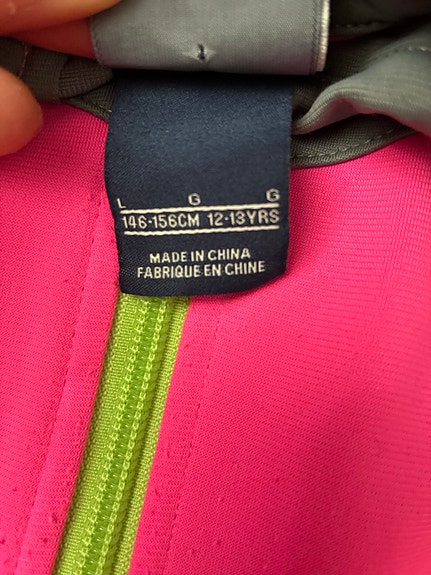 L G G
146-156CM 12-13YRS
MADE IN CHINA
FABRIQUE EN CHINE